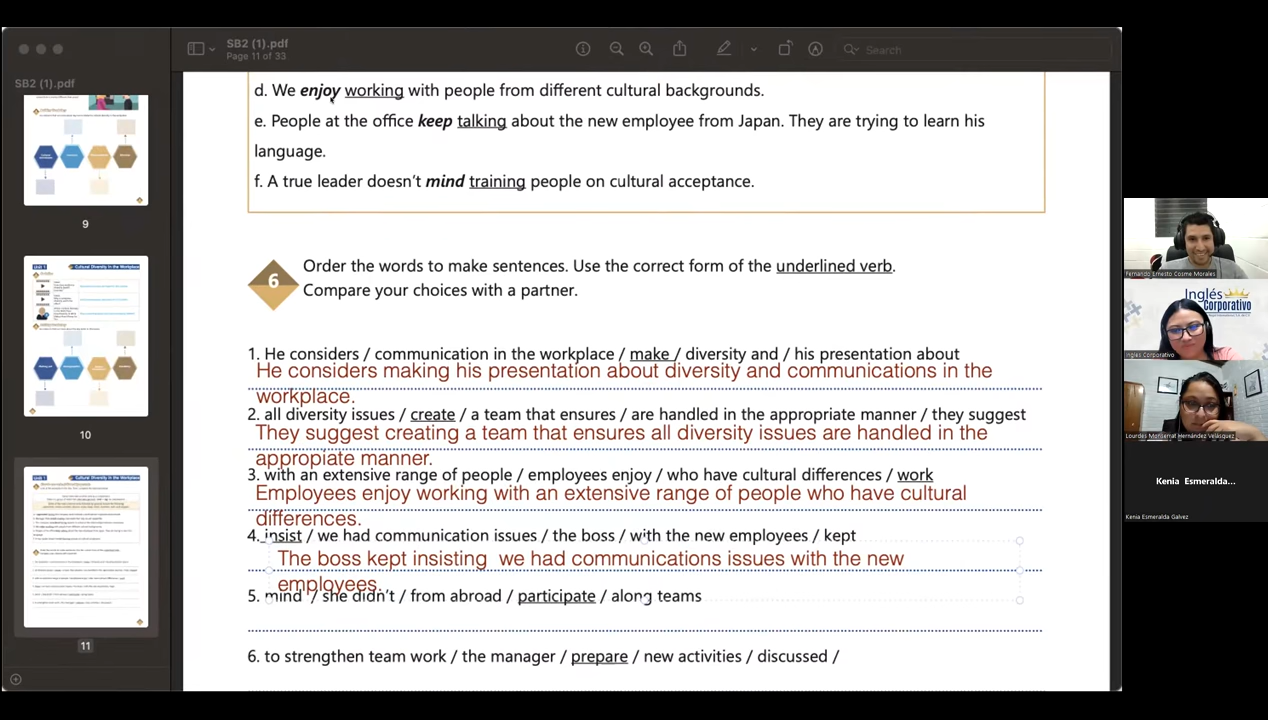 SB2 (1).pdf
Page 11 of 33
Search
SB2 (1).pdf
9
10
11
d. We enjoy working with people from different cultural backgrounds.
e. People at the office keep talking about the new employee from Japan. They are trying to learn his
language.
f. A true leader doesn't mind training people on cultural acceptance.
6
Order the words to make sentences. Use the correct form of the underlined verb.
Compare your choices with a partner.
1. He considers / communication in the workplace / make / diversity and / his presentation about
He considers making his presentation about diversity and communications in the
workplace.
2. all diversity issues / create / a team that ensures / are handled in the appropriate manner / they suggest
They suggest creating a team that ensures all diversity issues are handled in the
appropiate manner.
3. with an extensive range of people / employees enjoy / who have cultural differences / work
Employees enjoy working with an extensive range of people who have cultural
differences.
4. insist / we had communication issues / the boss / with the new employees / kept
The boss kept insisting we had communications issues with the new
employees.
5. mind / she didn't / from abroad / participate / along teams
6. to strengthen team work / the manager / prepare / new activities / discussed /
Fernando Ernesto Cosme Morales
Inglés
Corporativo
Inglés Corporativo
Lourdes Monserrat Hernández Velásquez
Kenia Esmeralda...
Kenia Esmeralda Galvez